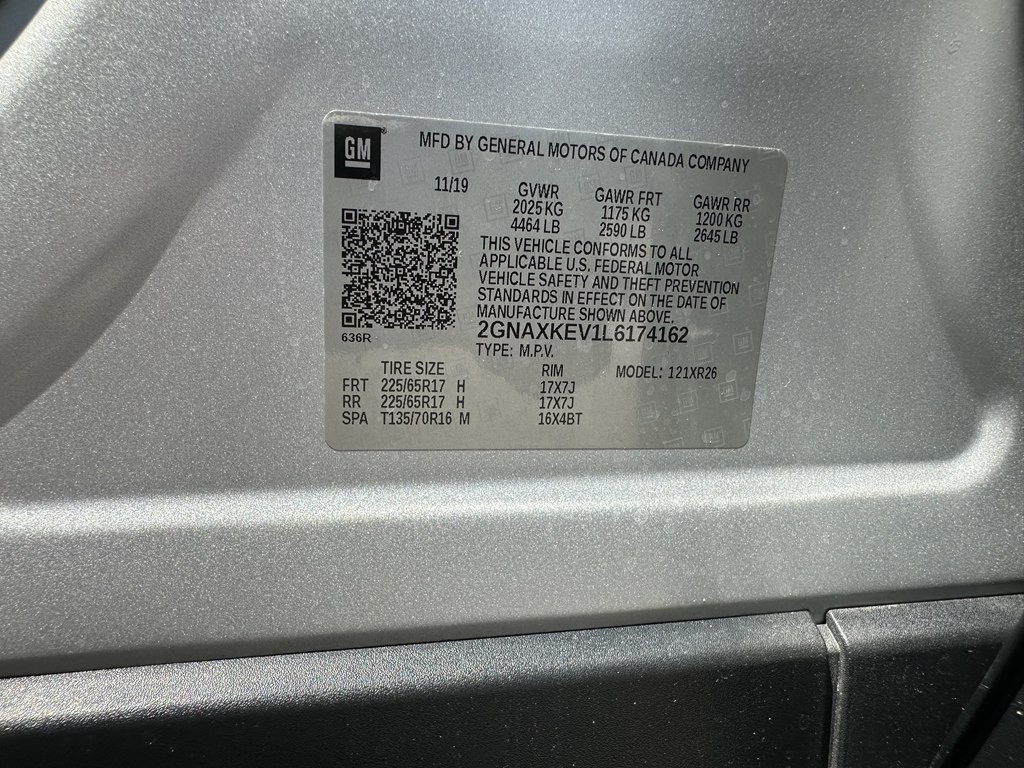 GM
MFD BY GENERAL MOTORS OF CANADA COMPANY
11/19 GVWR GAWR FRT GAWR RR
2025 KG 1175 KG 1200 KG
4464 LB 2590 LB 2645 LB
THIS VEHICLE CONFORMS TO ALL
APPLICABLE U.S. FEDERAL MOTOR
VEHICLE SAFETY AND THEFT PREVENTION
STANDARDS IN EFFECT ON THE DATE OF
MANUFACTURE SHOWN ABOVE.
636R
2GNAXKEV1L6174162
TYPE: M.P.V.
TIRE SIZE RIM MODEL: 121XR26
FRT 225/65R17 H 17X7J
RR 225/65R17 H 17X7J
SPA T135/70R16 M 16X4BT